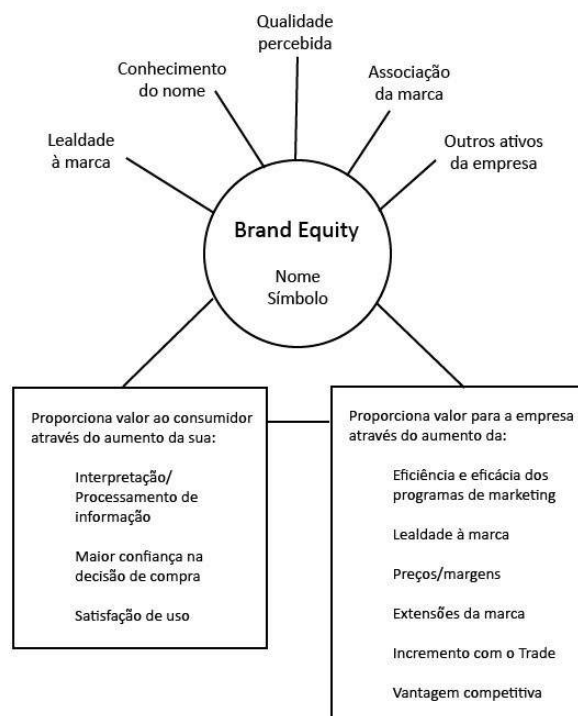 Qualidade
percebida
Conhecimento
do nome
Associação
da marca
Lealdade
à marca
Outros ativos
da empresa
Brand Equity
Nome
Símbolo
Proporciona valor ao consumidor
através do aumento da sua:
Interpretação/
Processamento de
informação
Maior confiança na
decisão de compra
Satisfação de uso
Proporciona valor para a empresa
através do aumento da:
Eficiência e eficácia dos
programas de marketing
Lealdade à marca
Preços/margens
Extensões da marca
Incremento com o Trade
Vantagem competitiva